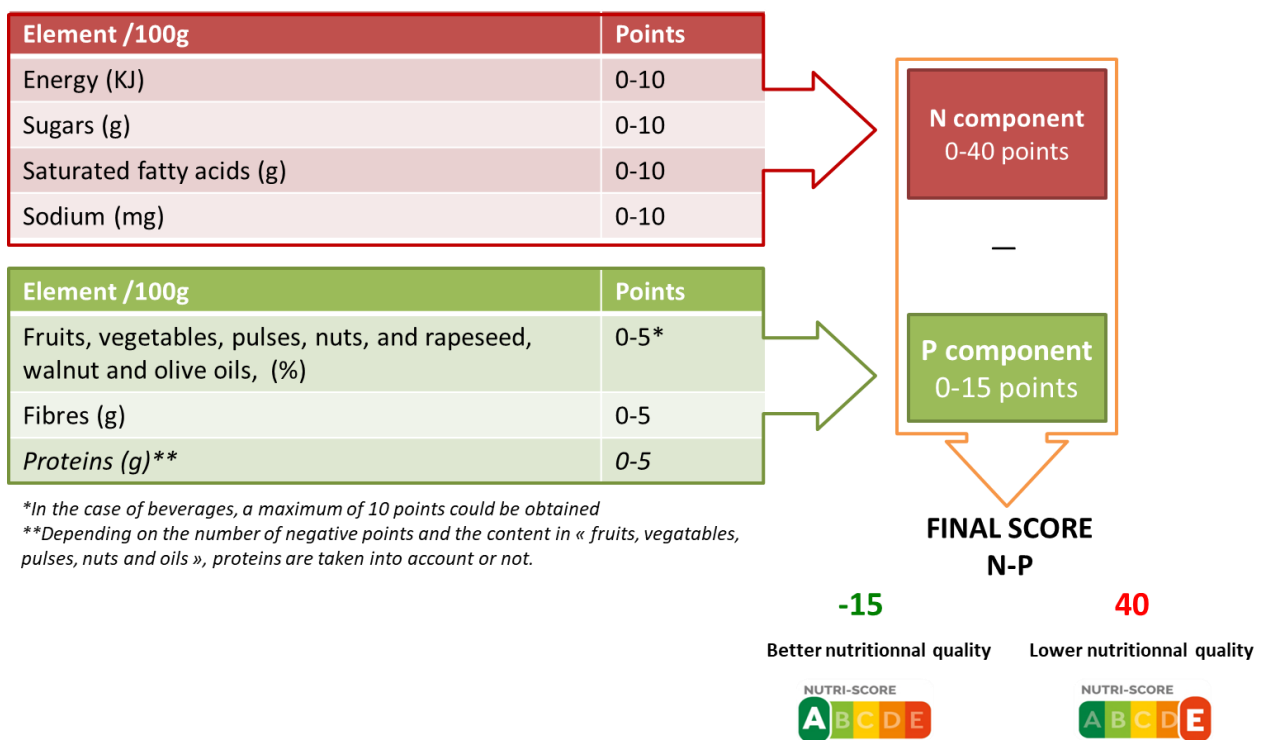 Element /100g Points
Energy (KJ) 0-10
Sugars (g) 0-10
Saturated fatty acids (g) 0-10
Sodium (mg) 0-10
N component
0-40 points
—
Element /100g Points
Fruits, vegetables, pulses, nuts, and rapeseed, 0-5*
walnut and olive oils, (%)
Fibres (g) 0-5
Proteins (g)** 0-5
P component
0-15 points
*In the case of beverages, a maximum of 10 points could be obtained
**Depending on the number of negative points and the content in « fruits, vegatables,
pulses, nuts and oils », proteins are taken into account or not.
FINAL SCORE
N-P
-15 40
Better nutritionnal quality Lower nutritionnal quality
NUTRI-SCORE NUTRI-SCORE
A B C D E A B C D E